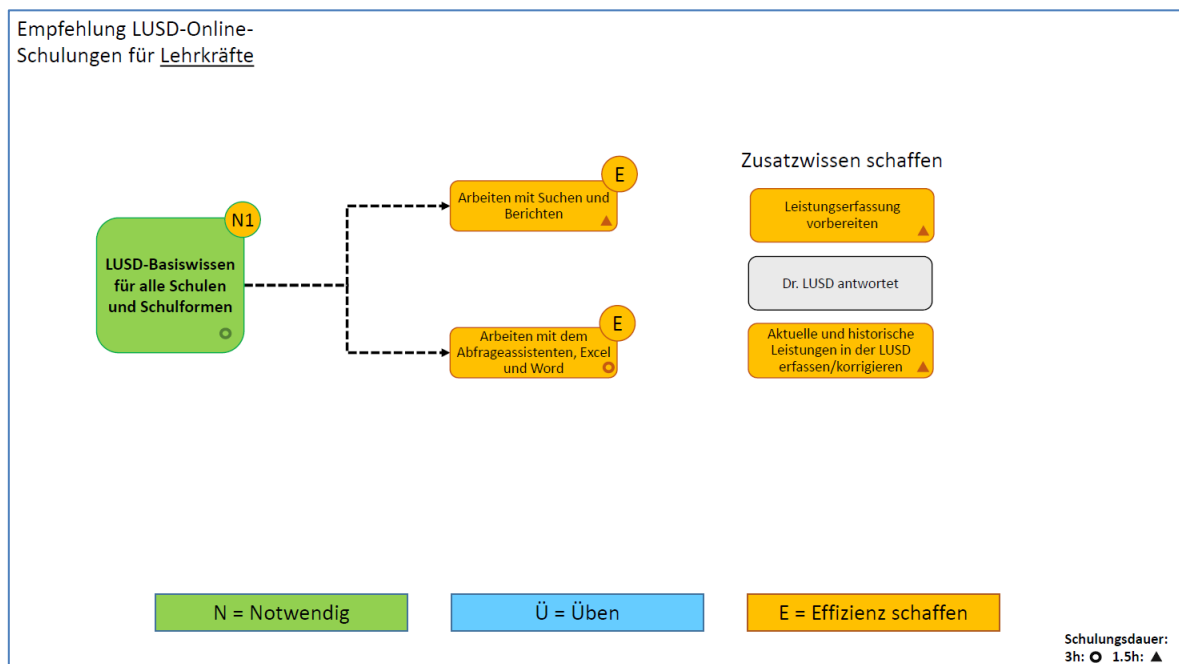 Empfehlung LUSD-Online-
Schulungen für Lehrkräfte
N1
LUSD-Basiswissen
für alle Schulen
und Schulformen
E
Arbeiten mit Suchen und
Berichten
E
Arbeiten mit dem
Abfrageassistenten, Excel
und Word
Zusatzwissen schaffen
Leistungserfassung
vorbereiten
Dr. LUSD antwortet
Aktuelle und historische
Leistungen in der LUSD
erfassen/korrigieren
N = Notwendig
Ü = Üben
E = Effizienz schaffen
Schulungsdauer:
3h: 1.5h: